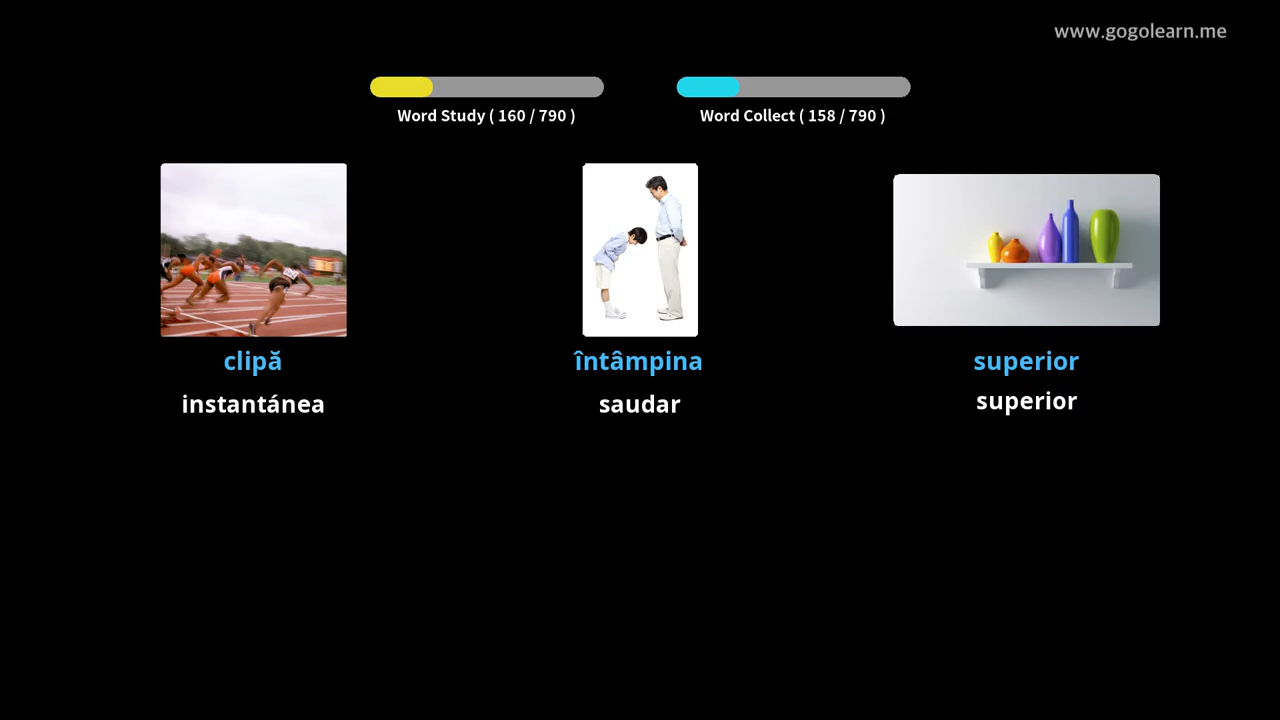 www.gogolearn.me
Word Study ( 160 / 790 )
Word Collect ( 158 / 790 )
clipă
instantánea
întâmpina
saudar
superior
superior